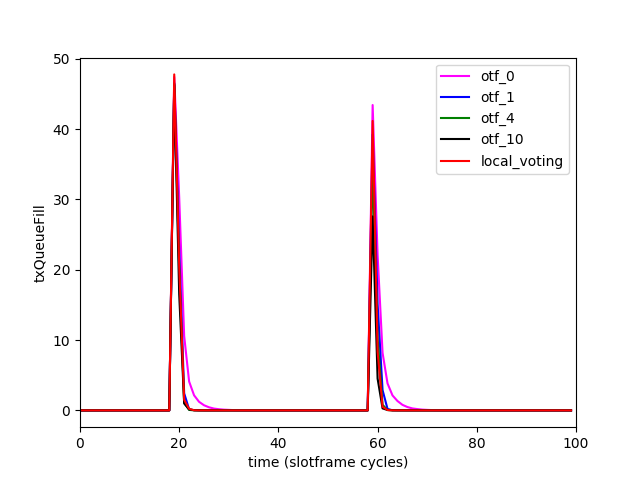 50
40
30
20
10
0
txQueueFill
0 20 40 60 80 100
time (slotframe cycles)
otf_0
otf_1
otf_4
otf_10
local_voting